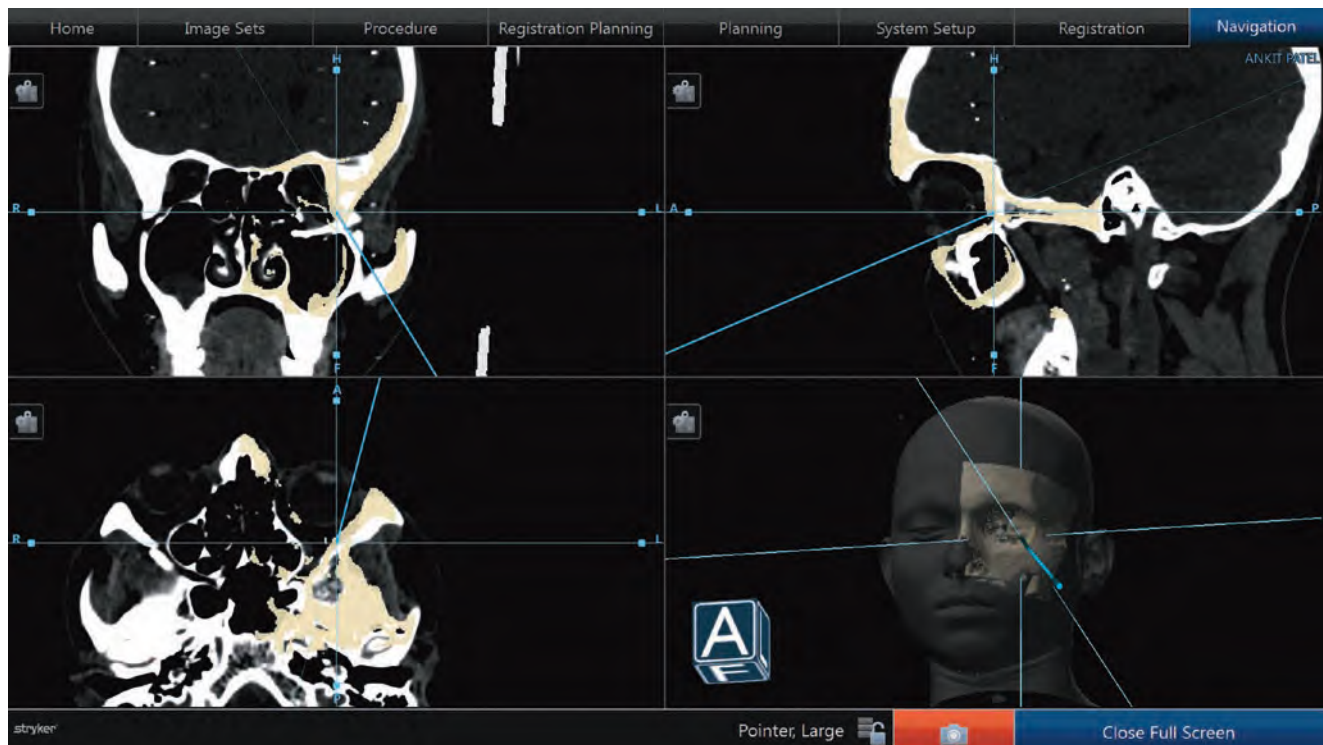 Home Image Sets Procedure Registration Planning Planning System Setup Registration Navigation
H
R L
F
ANKIT PATEL
H
A P
F
A
R L
A
F
stryker
Pointer, Large
Close Full Screen